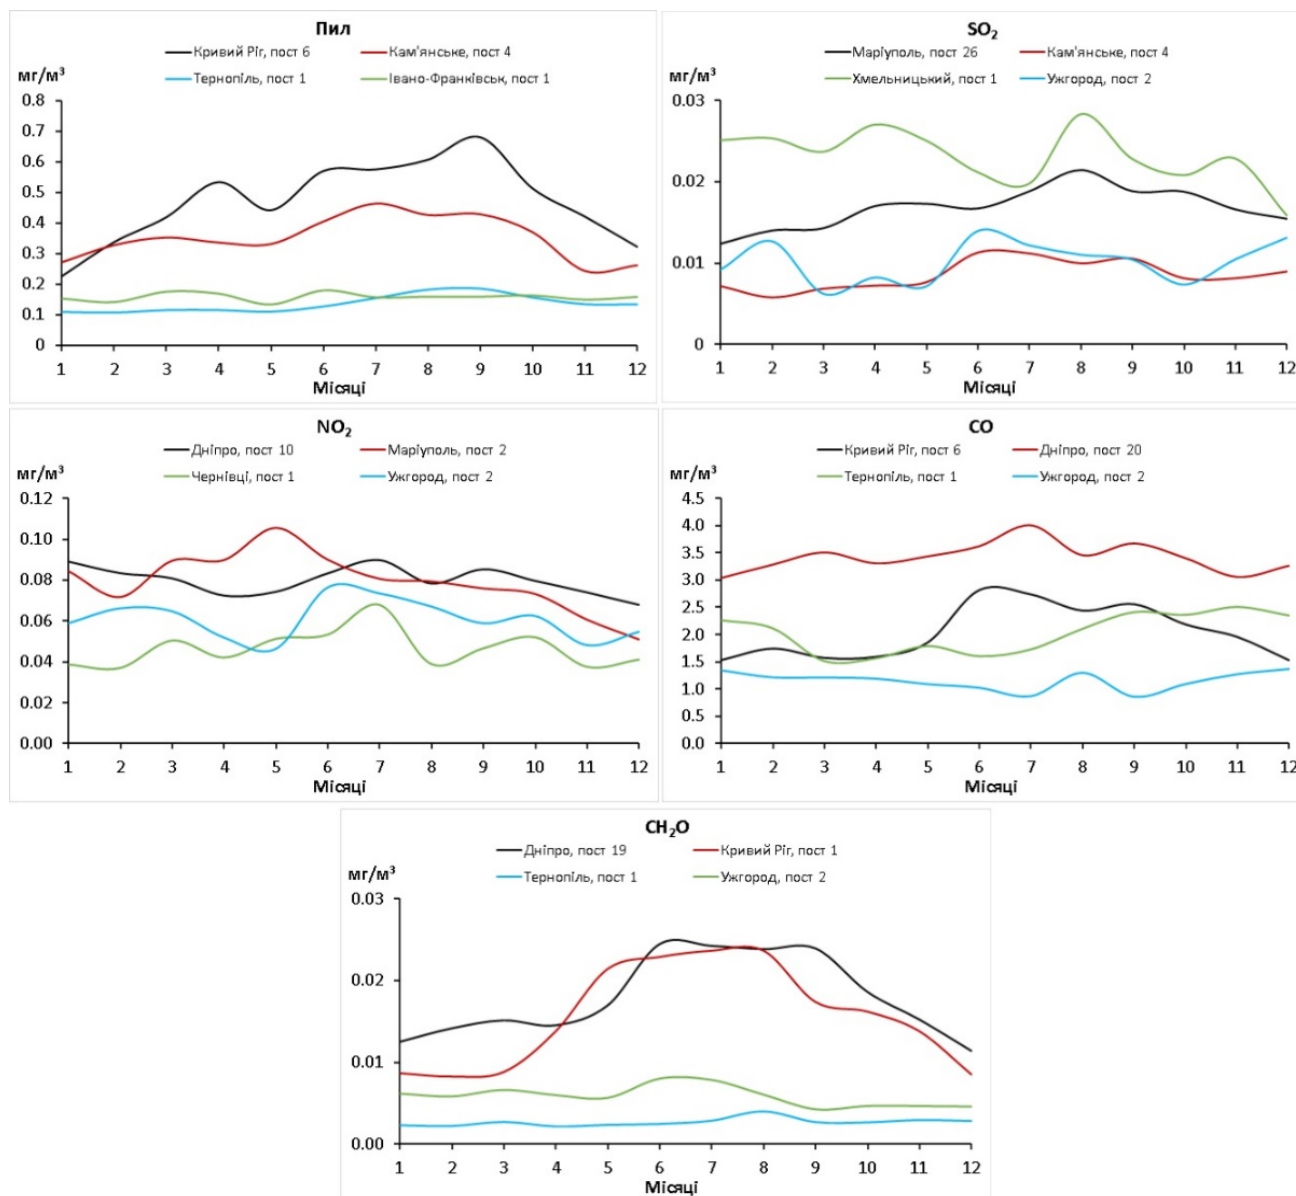 Пил
Кривий Ріг, пост 6
Кам'янське, пост 4
Тернопіль, пост 1
Івано-Франківськ, пост 1
мг/м³
0.8
0.7
0.6
0.5
0.4
0.3
0.2
0.1
0
1 2 3 4 5 6 7 8 9 10 11 12
Місяці
SO₂
Маріуполь, пост 26
Кам'янське, пост 4
Хмельницький, пост 1
Ужгород, пост 2
мг/м³
0.03
0.02
0.01
0
1 2 3 4 5 6 7 8 9 10 11 12
Місяці
NO₂
Дніпро, пост 10
Маріуполь, пост 2
Чернівці, пост 1
Ужгород, пост 2
мг/м³
0.12
0.10
0.08
0.06
0.04
0.02
0.00
1 2 3 4 5 6 7 8 9 10 11 12
Місяці
CO
Кривий Ріг, пост 6
Дніпро, пост 20
Тернопіль, пост 1
Ужгород, пост 2
мг/м³
4.5
4.0
3.5
3.0
2.5
2.0
1.5
1.0
0.5
0.0
1 2 3 4 5 6 7 8 9 10 11 12
Місяці
CH₂O
Дніпро, пост 19
Кривий Ріг, пост 1
Тернопіль, пост 1
Ужгород, пост 2
мг/м³
0.03
0.02
0.01
0.00
1 2 3 4 5 6 7 8 9 10 11 12
Місяці